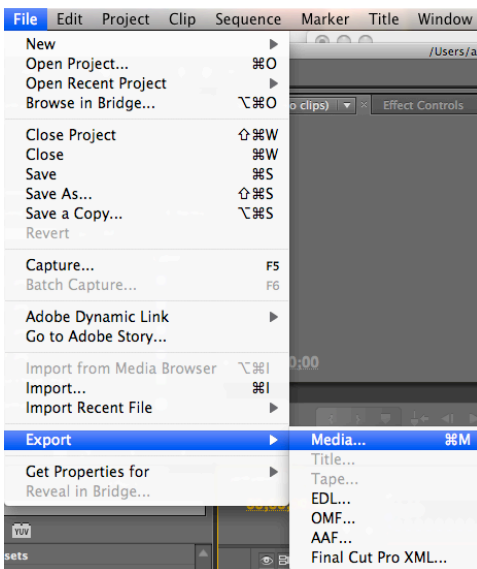 File Edit Project Clip Sequence Marker Title Window
/Users/a
New
Open Project... ⌘O
Open Recent Project
Browse in Bridge... ⌥⌘O
o clips) Effect Controls
Close Project ⇧⌘W
Close ⌘W
Save ⌘S
Save As... ⇧⌘S
Save a Copy... ⌥⌘S
Revert
Capture... F5
Batch Capture... F6
Adobe Dynamic Link
Go to Adobe Story...
Import from Media Browser ⌥⌘I
0:00
Import... ⌘I
Import Recent File
Export
Media... ⌘M
Title...
Tape...
EDL...
OMF...
AAF...
Final Cut Pro XML...
Get Properties for
Reveal in Bridge...
YUV
sets